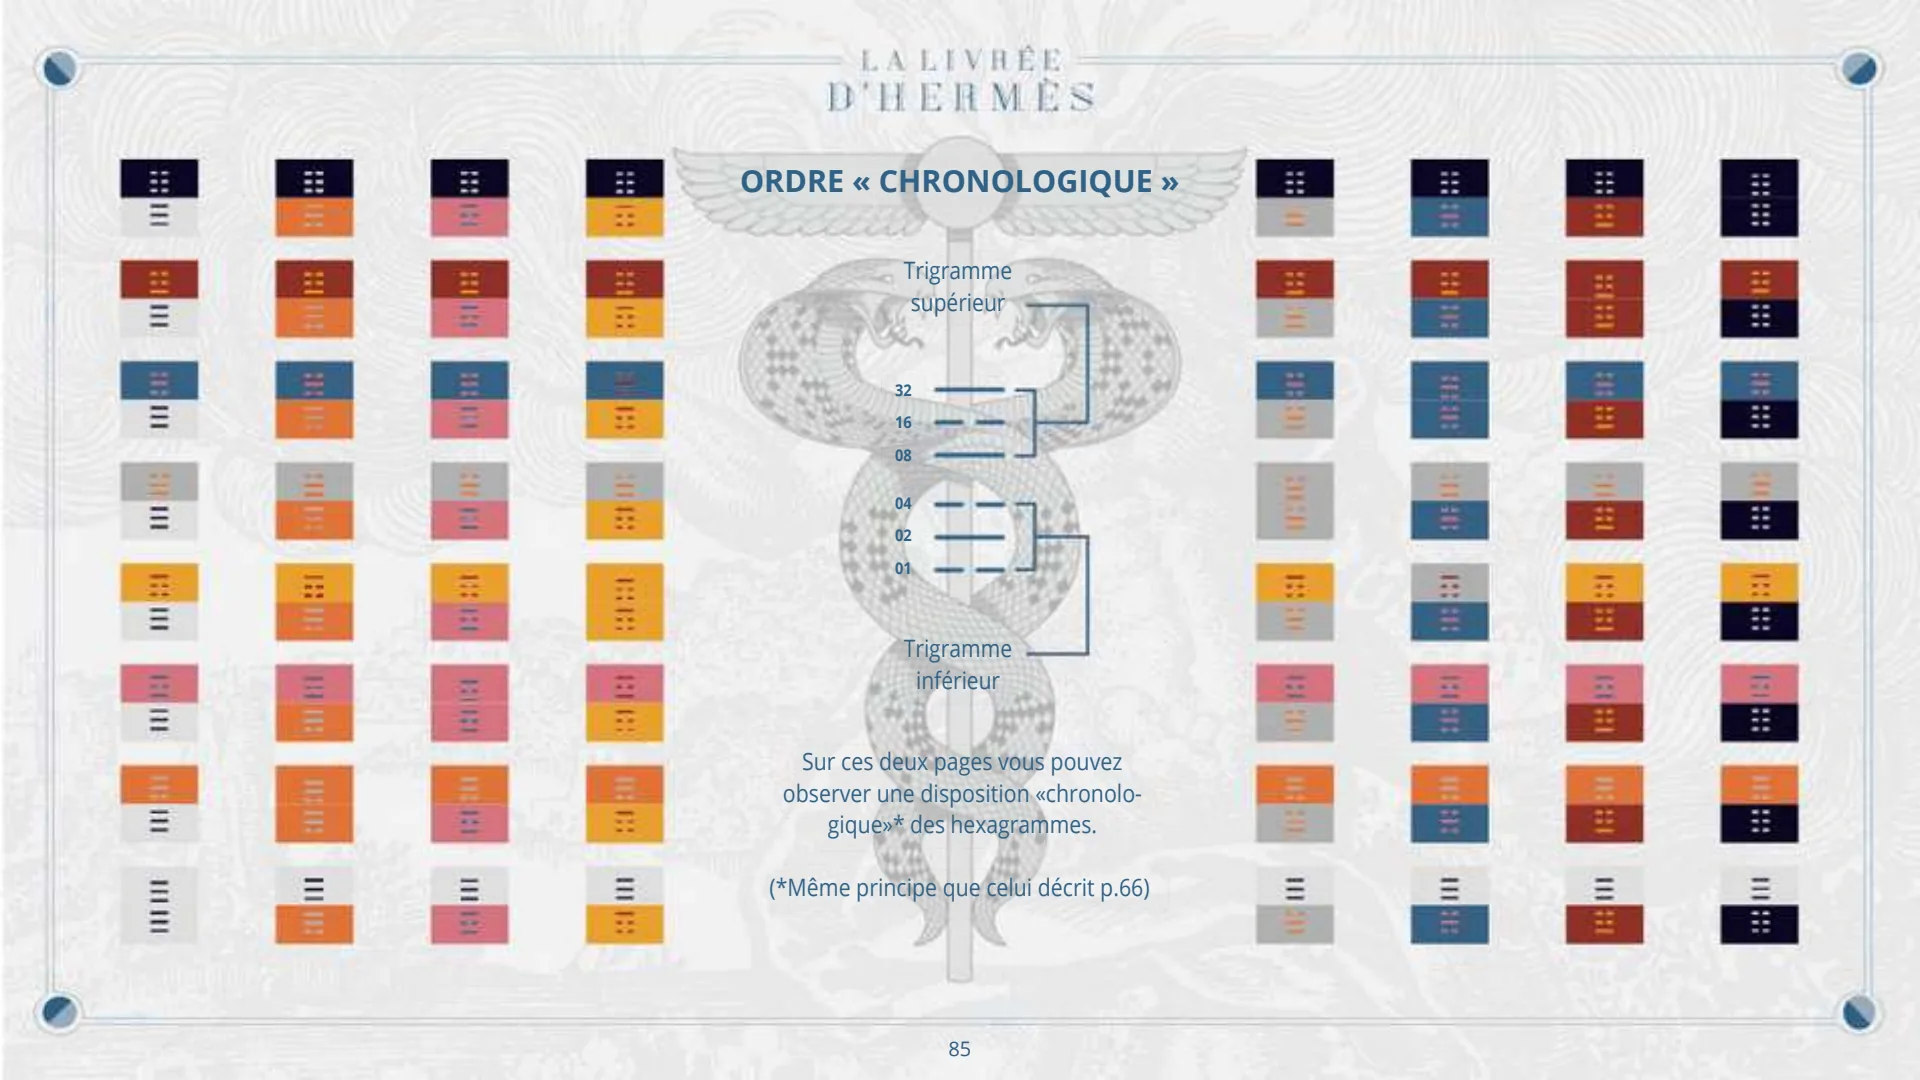 LA LIVRÉE
D'HERMÈS
ORDRE « CHRONOLOGIQUE »
Trigramme
supérieur
32
16
08
04
02
01
Trigramme
inférieur
Sur ces deux pages vous pouvez
observer une disposition «chronolo-
gique»* des hexagrammes.
(*Même principe que celui décrit p.66)
85